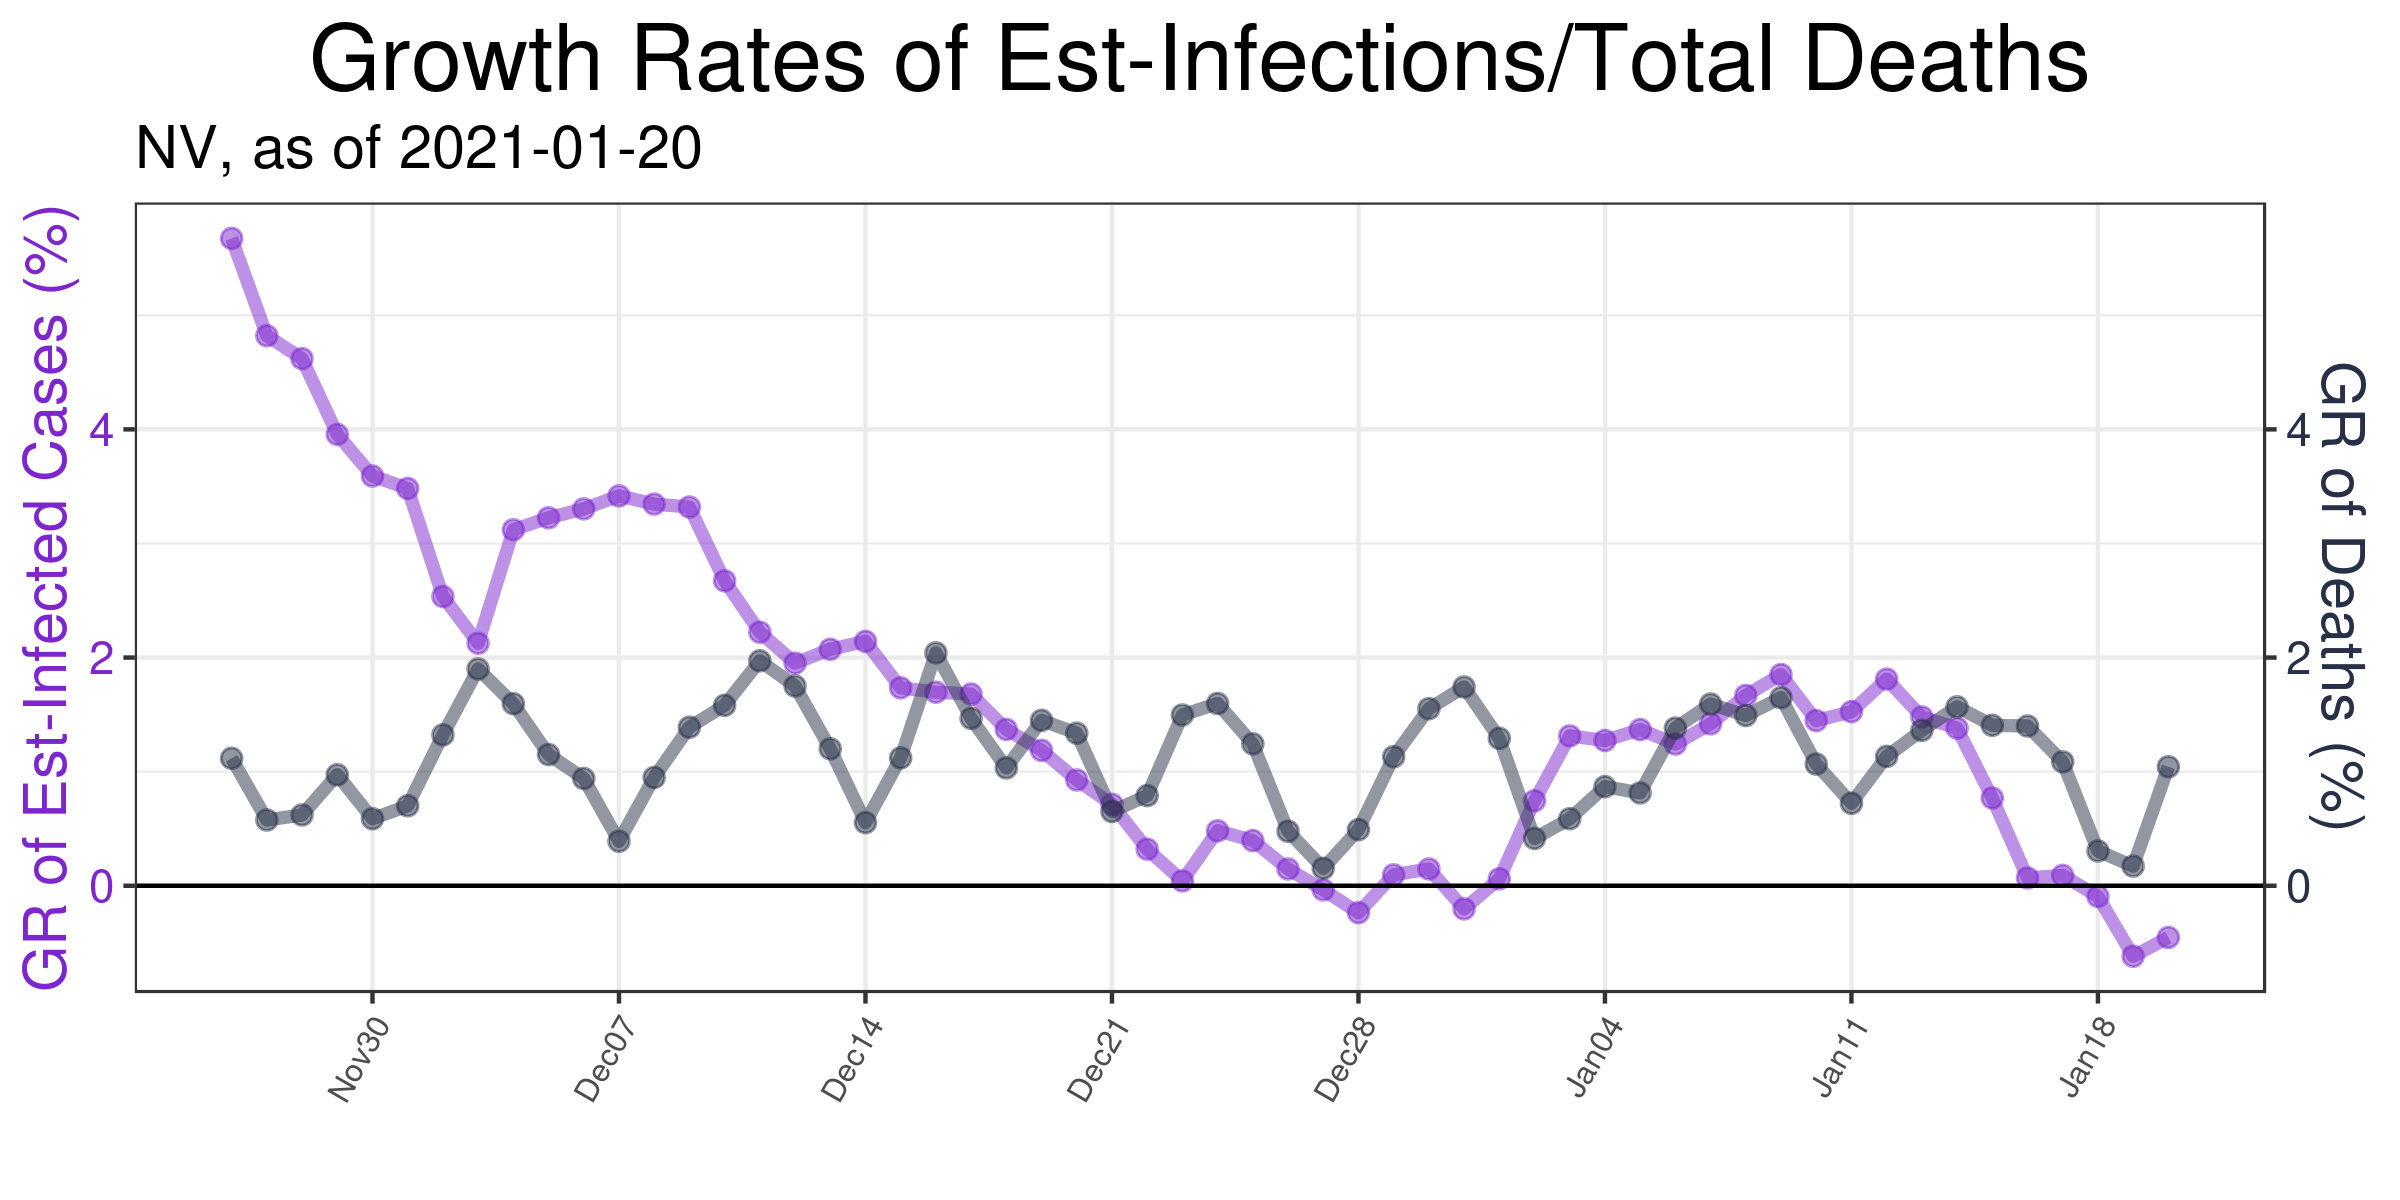 Growth Rates of Est-Infections/Total Deaths
NV, as of 2021-01-20
GR of Est-Infected Cases (%)
4
2
0
4
2
0
GR of Deaths (%)
Nov30
Dec07
Dec14
Dec21
Dec28
Jan04
Jan11
Jan18